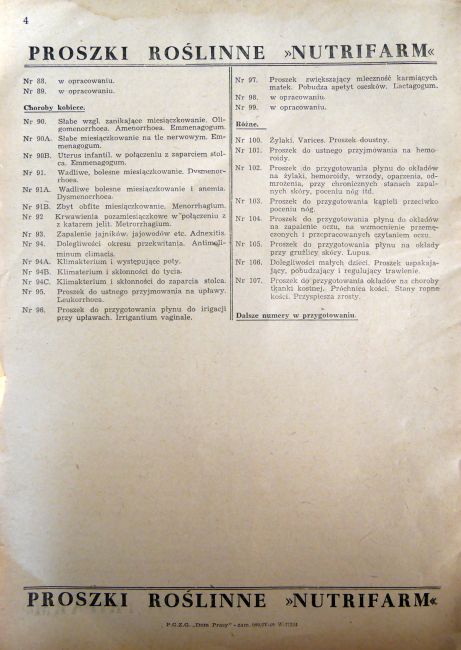 4
PROSZKI ROŚLINNE »NUTRIFARM«
Nr 88. w opracowaniu.
Nr 89. w opracowaniu.
Choroby kobiece.
Nr 90. Słabe wzgl. zanikające miesiączkowanie. Oli-
gomenorrhoea. Amenorrhoea. Emmenagogum.
Nr 90A. Słabe miesiączkowanie na tle nerwowym. Em-
menagogum.
Nr 90B. Uterus infantil. w połączeniu z zaparciem stol-
ca. Emmenagogum.
Nr 91. Wadliwe, bolesne miesiączkowanie. Dysmenor-
rhoea.
Nr 91A. Wadliwe bolesne miesiączkowanie i anemia.
Dysmenorrhoea.
Nr 91B. Zbyt obfite miesiączkowanie. Menorrhagium.
Nr 92 Krwawienia pozamiesiączkowe w połączeniu z
z katarem jelit. Metrorrhagium.
Nr 93. Zapalenie jajników, jajowodów etc. Adnexitis.
Nr 94. Dolegliwości okresu przekwitania.
minum climacia.
Nr 94A. Klimakterium i występujące poty.
Nr 94B. Klimaterium i skłonności do tycia.
Nr 94C. Klimakterium i skłonności do zaparcia stolca.
Nr 95. Proszek do ustnego przyjmowania na upławy.
Leukorrhoea.
Nr 96. Proszek do przygotowania płynu do irigacji
przy upławach. Irrigantium vaginale.
Nr 97. Proszek zwiększający mleczność karmiących
matek. Pobudza apetyt osesków. Lactagogum.
Nr 98. w opracowaniu.
Nr 99. w opracowaniu.
Różne.
Nr 100. Żylaki. Varices. Proszek doustny.
Nr 101. Proszek do ustnego przyjmowania na hemo-
roidy.
Nr 102. Proszek do przygotowania płynu do okładów
na żylaki, hemoroidy, wrzody, oparzenia, od-
mrożenia, przy chronicznych stanach zapal-
nych skóry, poceniu nóg itd.
Nr 103. Proszek do przygotowania kąpieli przeciwko
poceniu nóg.
Nr 104. Proszek do przygotowania płynu do okładów
na zapalenie oczu, na wzmocnienie przemę-
czonych i przepracowanych czytaniem oczu.
Nr 105. Proszek do przygotowania płynu na okłady
przy gruźlicy skóry. Lupus.
Nr 106. Dolegliwości małych dzieci. Proszek uspakaja-
jący, pobudzający i regulujący trawienie.
Nr 107. Proszek do przygotowania okładów na choroby
tkanki kostnej. Próchnica kości. Stany ropne
kości. Przyspiesza zrosty.
Dalsze numery w przygotowaniu.
PROSZKI ROŚLINNE »NUTRIFARM«
P.G.Z.G. „Dom Prasy" - zam.